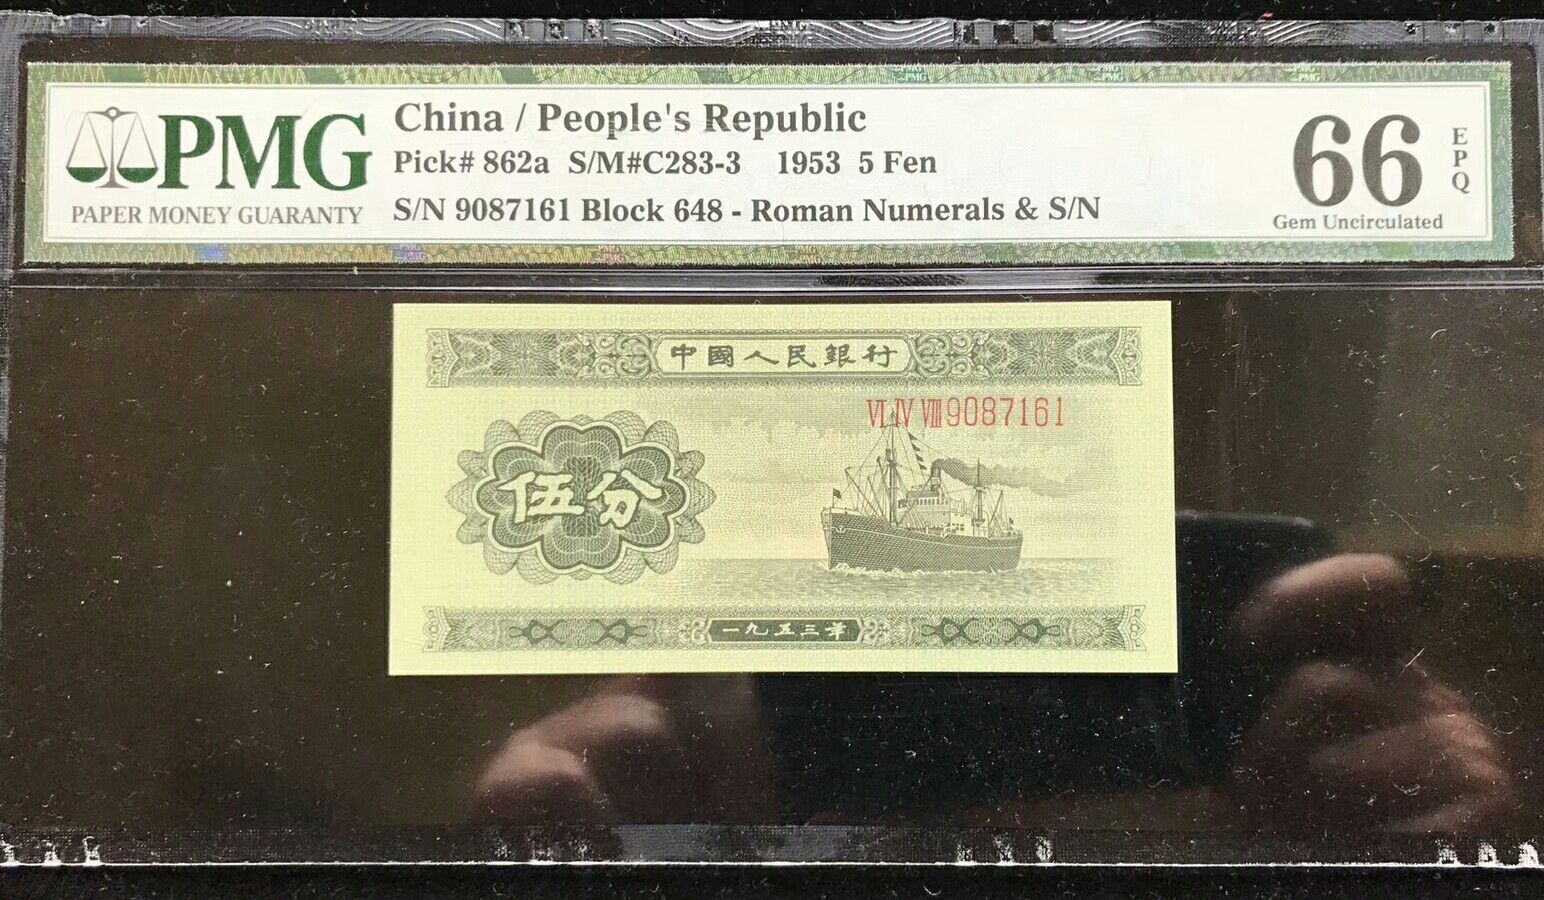 PMG
PAPER MONEY GUARANTY
China / People's Republic
Pick# 862a S/M#C283-3 1953 5 Fen
S/N 9087161 Block 648 - Roman Numerals & S/N
66
EPQ
Gem Uncirculated
中國人民銀行
VI IV VIII 9087161
伍分
一九五三年